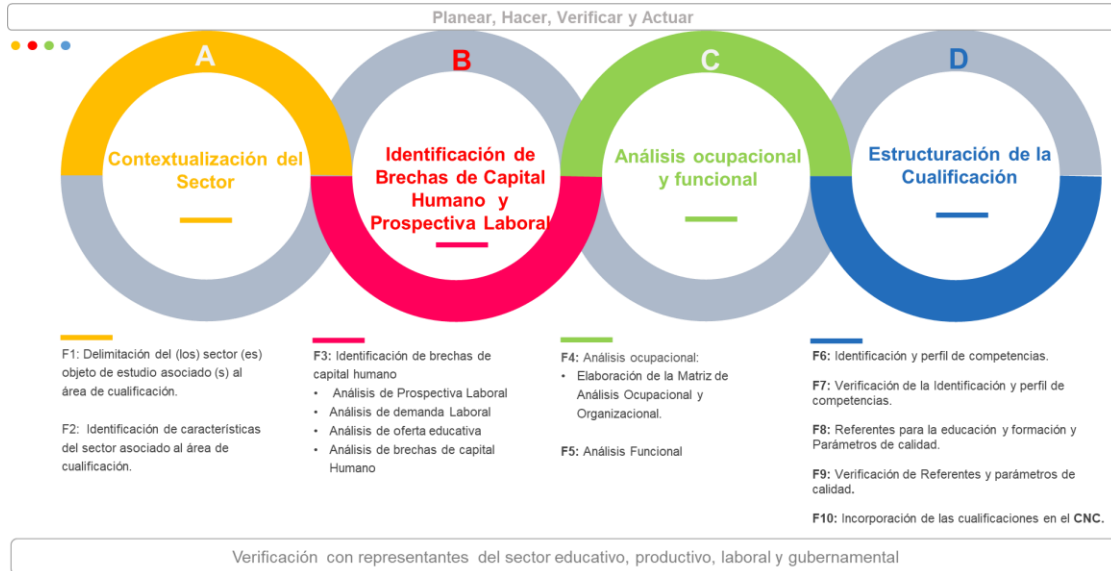 Planear, Hacer, Verificar y Actuar
A
Contextualización del
Sector
B
Identificación de
Brechas de Capital
Humano y
Prospectiva Laboral
C
Análisis ocupacional
y funcional
D
Estructuración de la
Cualificación
F1: Delimitación del (los) sector (es)
objeto de estudio asociado (s) al
área de cualificación.
F2: Identificación de características
del sector asociado al área de
cualificación.
F3: Identificación de brechas de
capital humano
• Análisis de Prospectiva Laboral
• Análisis de demanda Laboral
• Análisis de oferta educativa
• Análisis de brechas de capital
Humano
F4: Análisis ocupacional:
• Elaboración de la Matriz de
Análisis Ocupacional y
Organizacional.
F5: Análisis Funcional
F6: Identificación y perfil de competencias.
F7: Verificación de la Identificación y perfil de
competencias.
F8: Referentes para la educación y formación y
Parámetros de calidad.
F9: Verificación de Referentes y parámetros de
calidad.
F10: Incorporación de las cualificaciones en el CNC.
Verificación con representantes del sector educativo, productivo, laboral y gubernamental